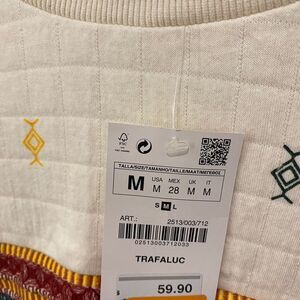 FSC
TALLA/SIZE/TAMANHO/TAILLE/MAAT/METEGOL
M USA M MEX 28 UK M IT M
S M L
ART.: 2513/003/712
02513003712033
TRAFALUC
59.90